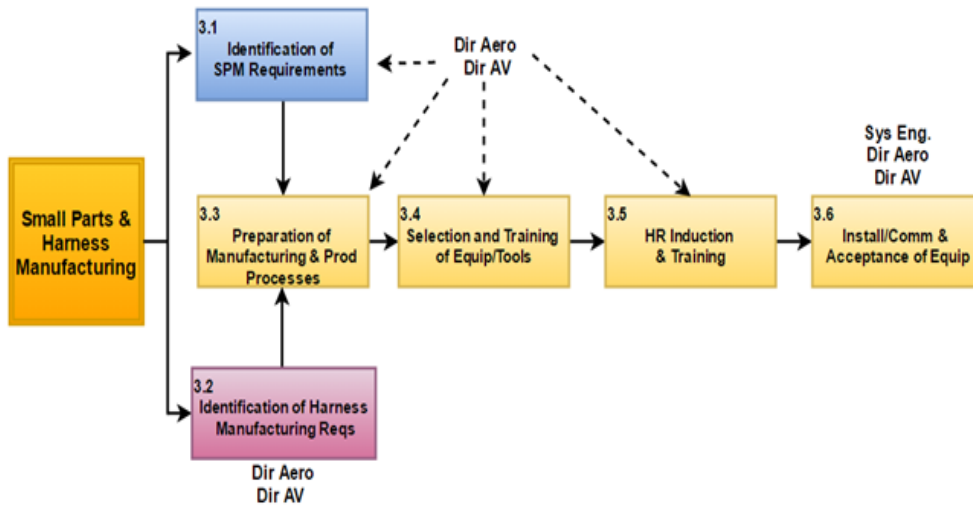 3.1
Identification of
SPM Requirements
Dir Aero
Dir AV
Sys Eng.
Dir Aero
Dir AV
Small Parts &
Harness
Manufacturing
3.3
Preparation of
Manufacturing & Prod
Processes
3.4
Selection and Training
of Equip/Tools
3.5
HR Induction
& Training
3.6
Install/Comm &
Acceptance of Equip
3.2
Identification of Harness
Manufacturing Reqs
Dir Aero
Dir AV